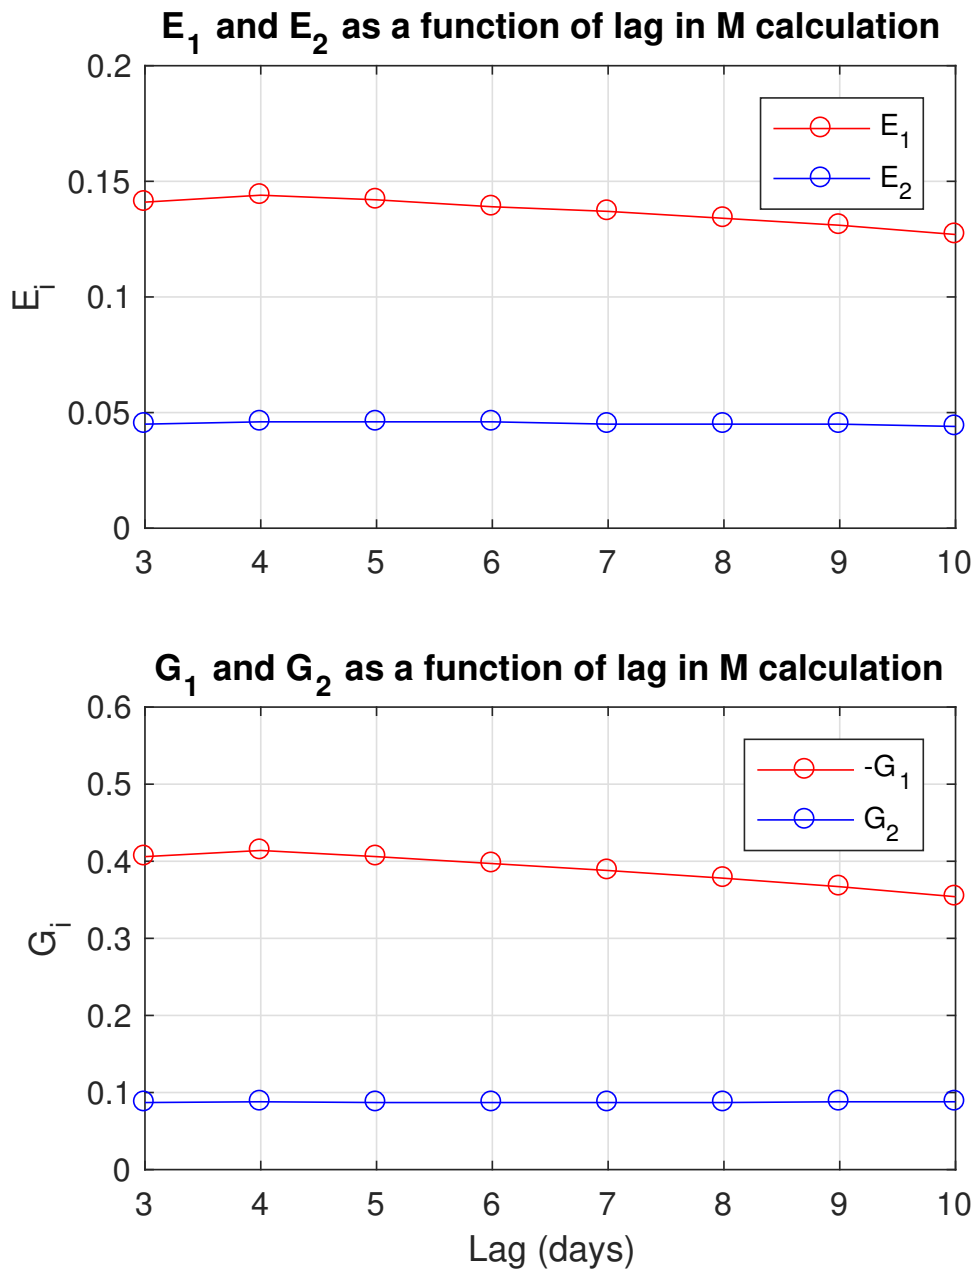 E₁ and E₂ as a function of lag in M calculation
0.2
0.15
0.1
0.05
0
Eᵢ
E₁
E₂
3 4 5 6 7 8 9 10
G₁ and G₂ as a function of lag in M calculation
0.6
0.5
0.4
0.3
0.2
0.1
0
Gᵢ
-G₁
G₂
3 4 5 6 7 8 9 10
Lag (days)